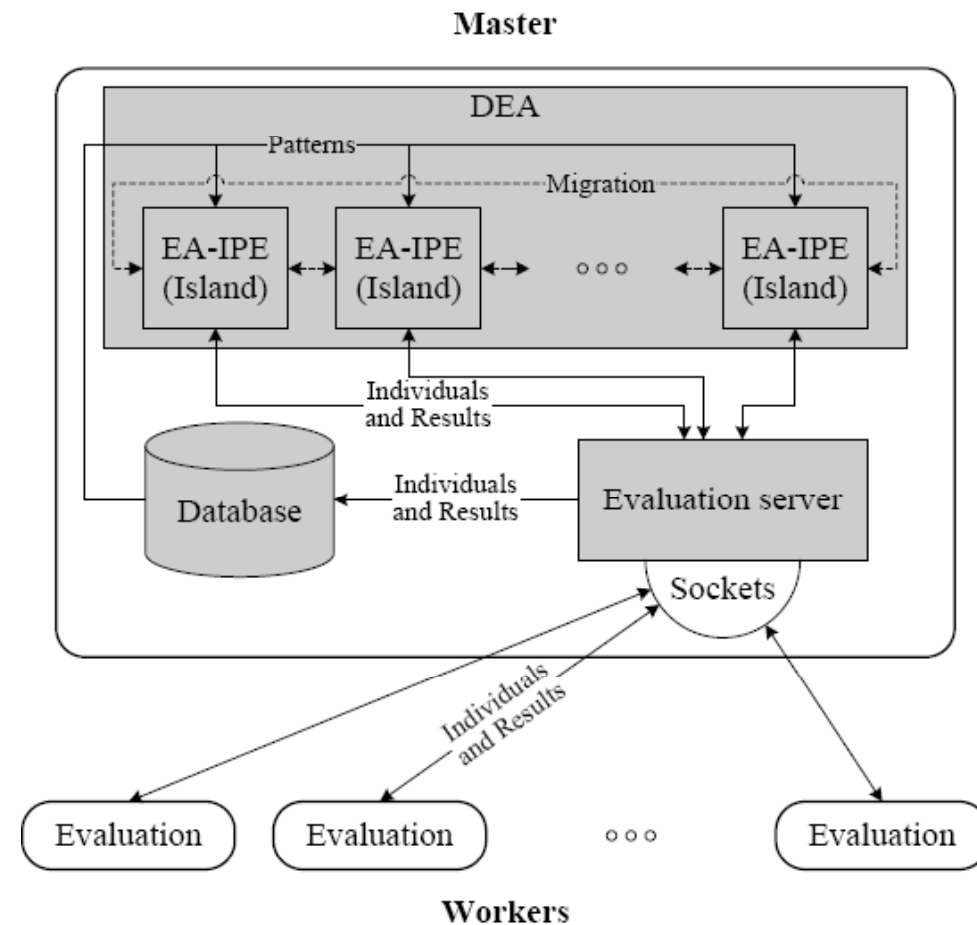 Master
DEA
Patterns
Migration
EA-IPE
(Island)
EA-IPE
(Island)
○ ○ ○
EA-IPE
(Island)
Individuals
and Results
Database
Individuals
and Results
Evaluation server
Sockets
Individuals
and Results
Evaluation
Evaluation
○ ○ ○
Evaluation
Workers